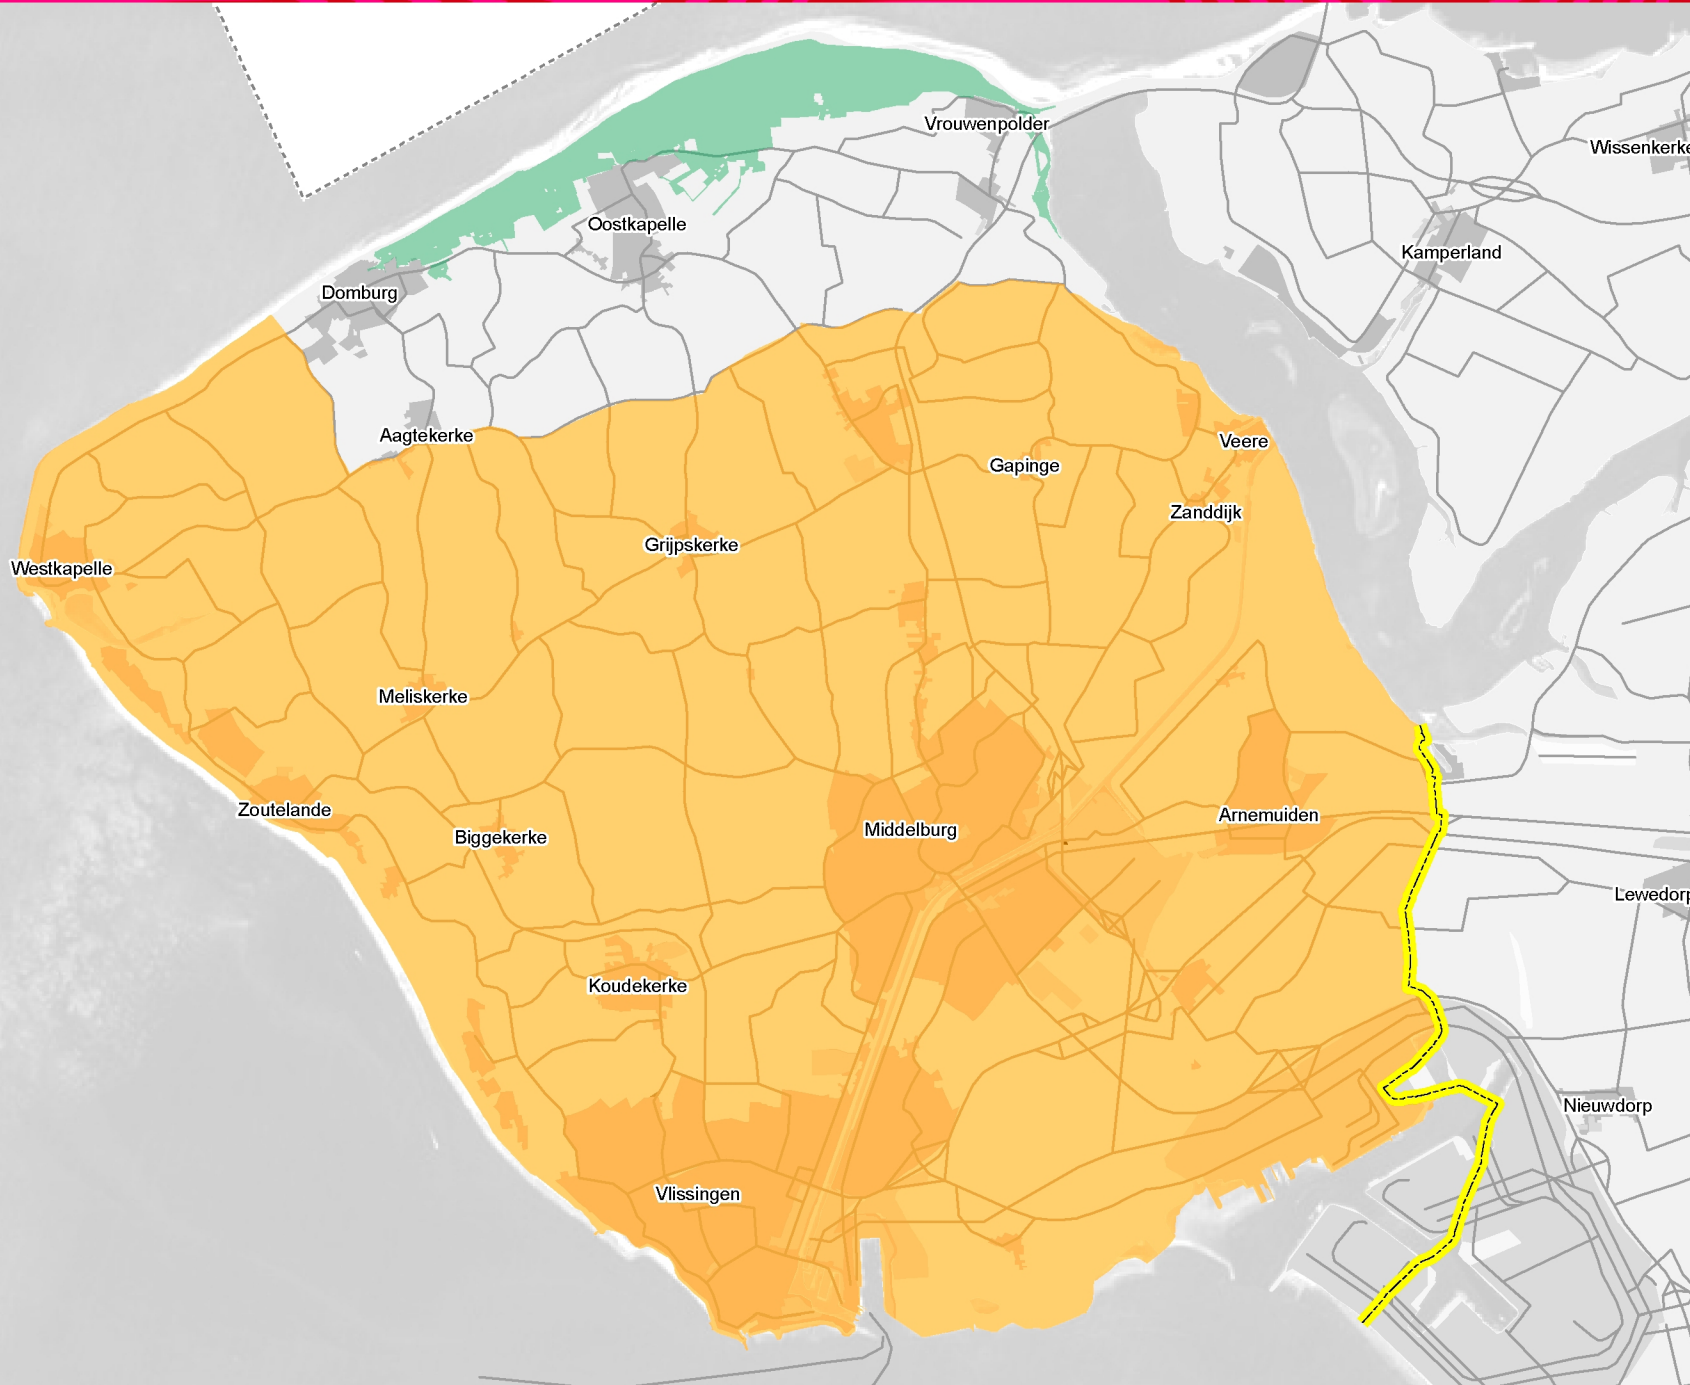 Vrouwenpolder
Wissenkerke
Oostkapelle
Kamperland
Domburg
Aagtekerke
Veere
Gapinge
Zanddijk
Grijpskerke
Westkapelle
Meliskerke
Zoutelande
Arnemuiden
Middelburg
Biggekerke
Lewedorp
Koudekerke
Nieuwdorp
Vlissingen